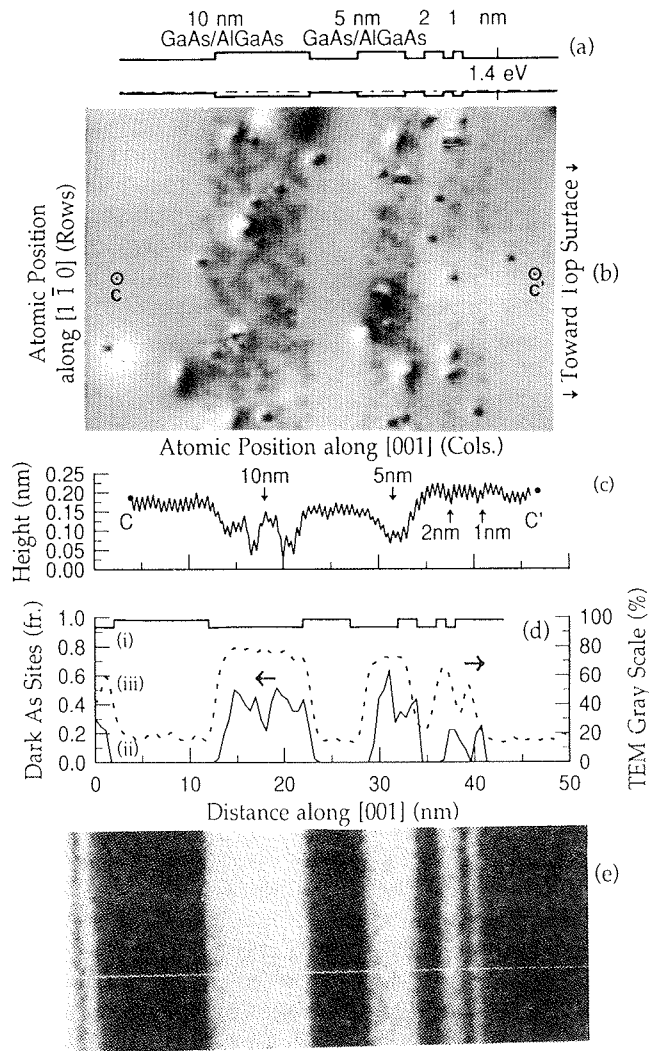 10 nm 5 nm 2 1 nm
GaAs/AlGaAs GaAs/AlGaAs
(a)
1.4 eV
Atomic Position
along [1 1̄ 0] (Rows)
C
C'
(b)
↓ Toward Top Surface ↓
Atomic Position along [001] (Cols.)
Height (nm)
0.25
0.20
0.15
0.10
0.05
0.00
10nm
5nm
(c)
C
2nm
1nm
C'
Dark As Sites (fr.)
1.0
0.8
0.6
0.4
0.2
0.0
(i)
(iii)
(ii)
(d)
100
80
60
40
20
0
TEM Gray Scale (%)
0 10 20 30 40 50
Distance along [001] (nm)
(e)